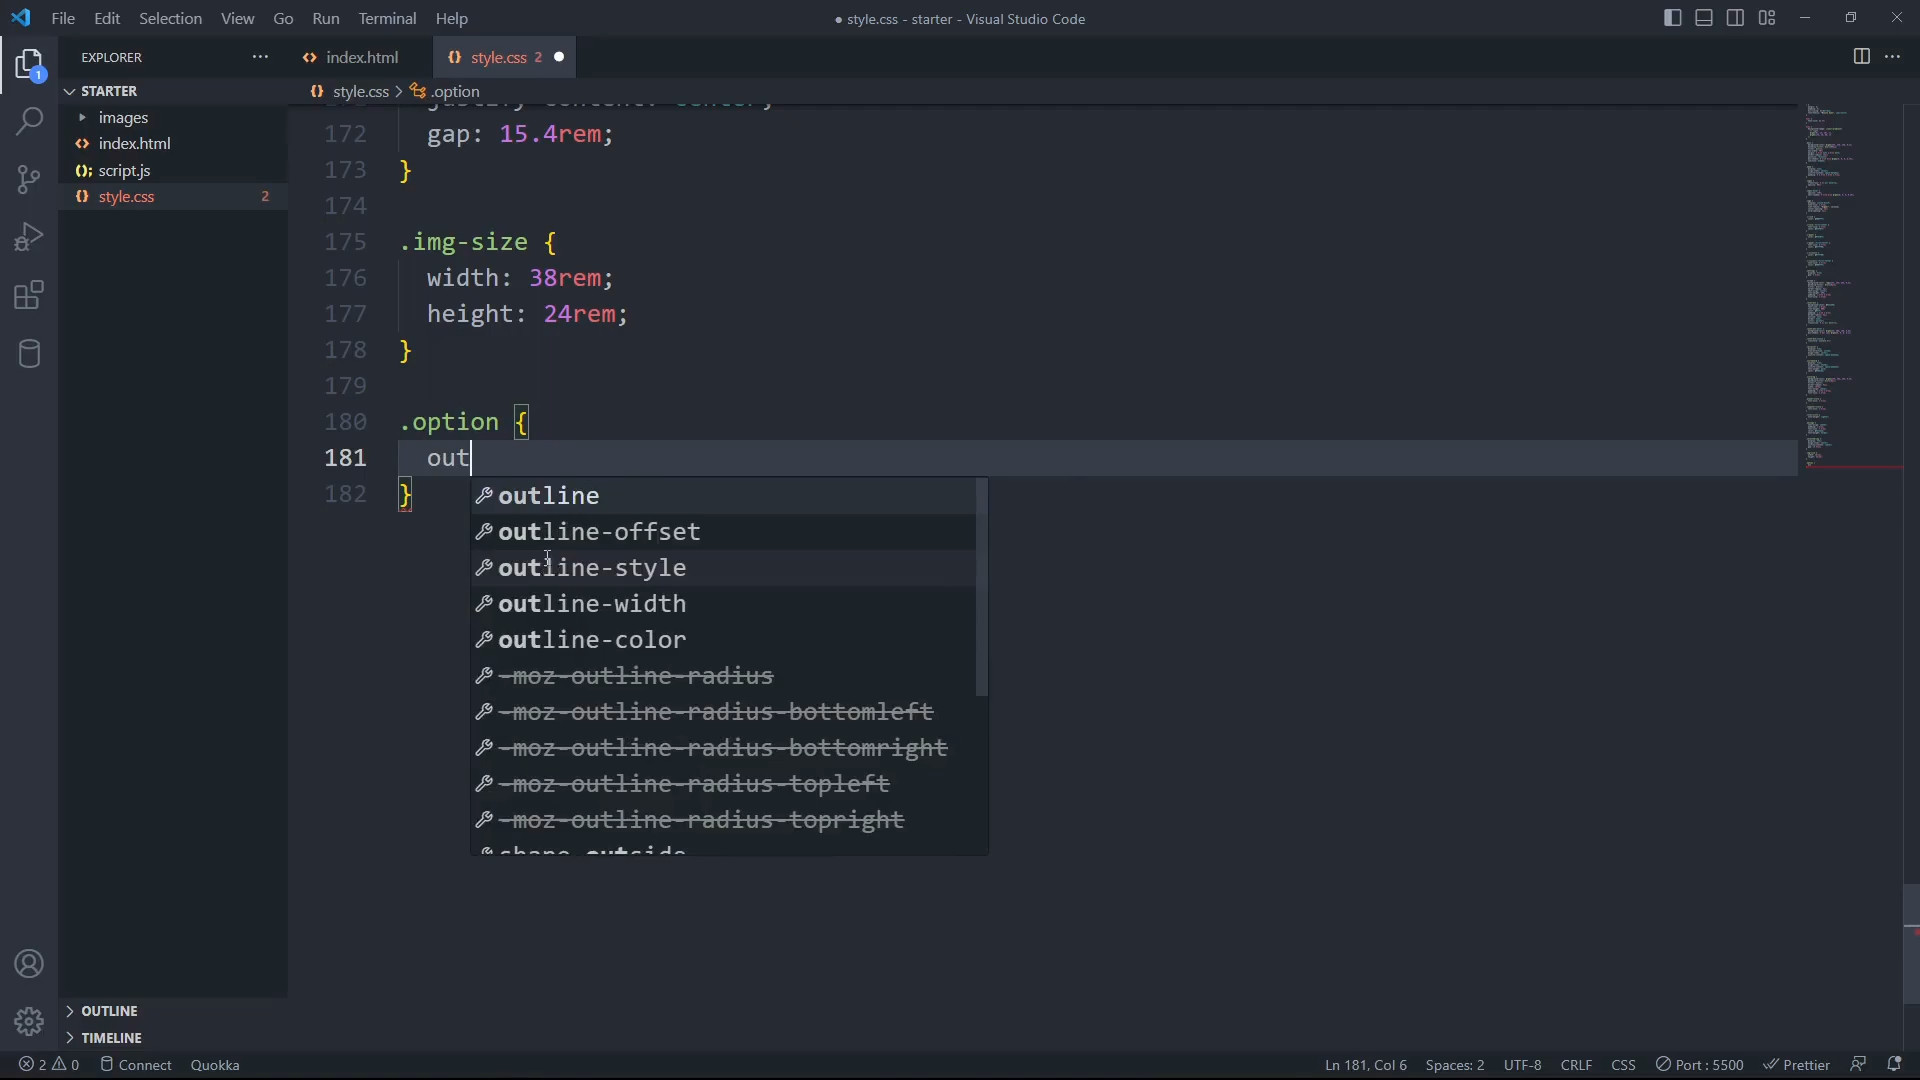 File Edit Selection View Go Run Terminal Help
● style.css - starter - Visual Studio Code
EXPLORER
index.html
style.css 2
STARTER
style.css > .option
images
index.html
script.js
style.css 2
1
172 gap: 15.4rem;
173 }
174
175 .img-size {
176 width: 38rem;
177 height: 24rem;
178 }
179
180 .option {
181 out
182 }
outline
outline-offset
outline-style
outline-width
outline-color
-moz-outline-radius
-moz-outline-radius-bottomleft
-moz-outline-radius-bottomright
-moz-outline-radius-topleft
-moz-outline-radius-topright
shape-outside
OUTLINE
TIMELINE
2 0 Connect Quokka
Ln 181, Col 6 Spaces: 2 UTF-8 CRLF CSS Port : 5500 Prettier